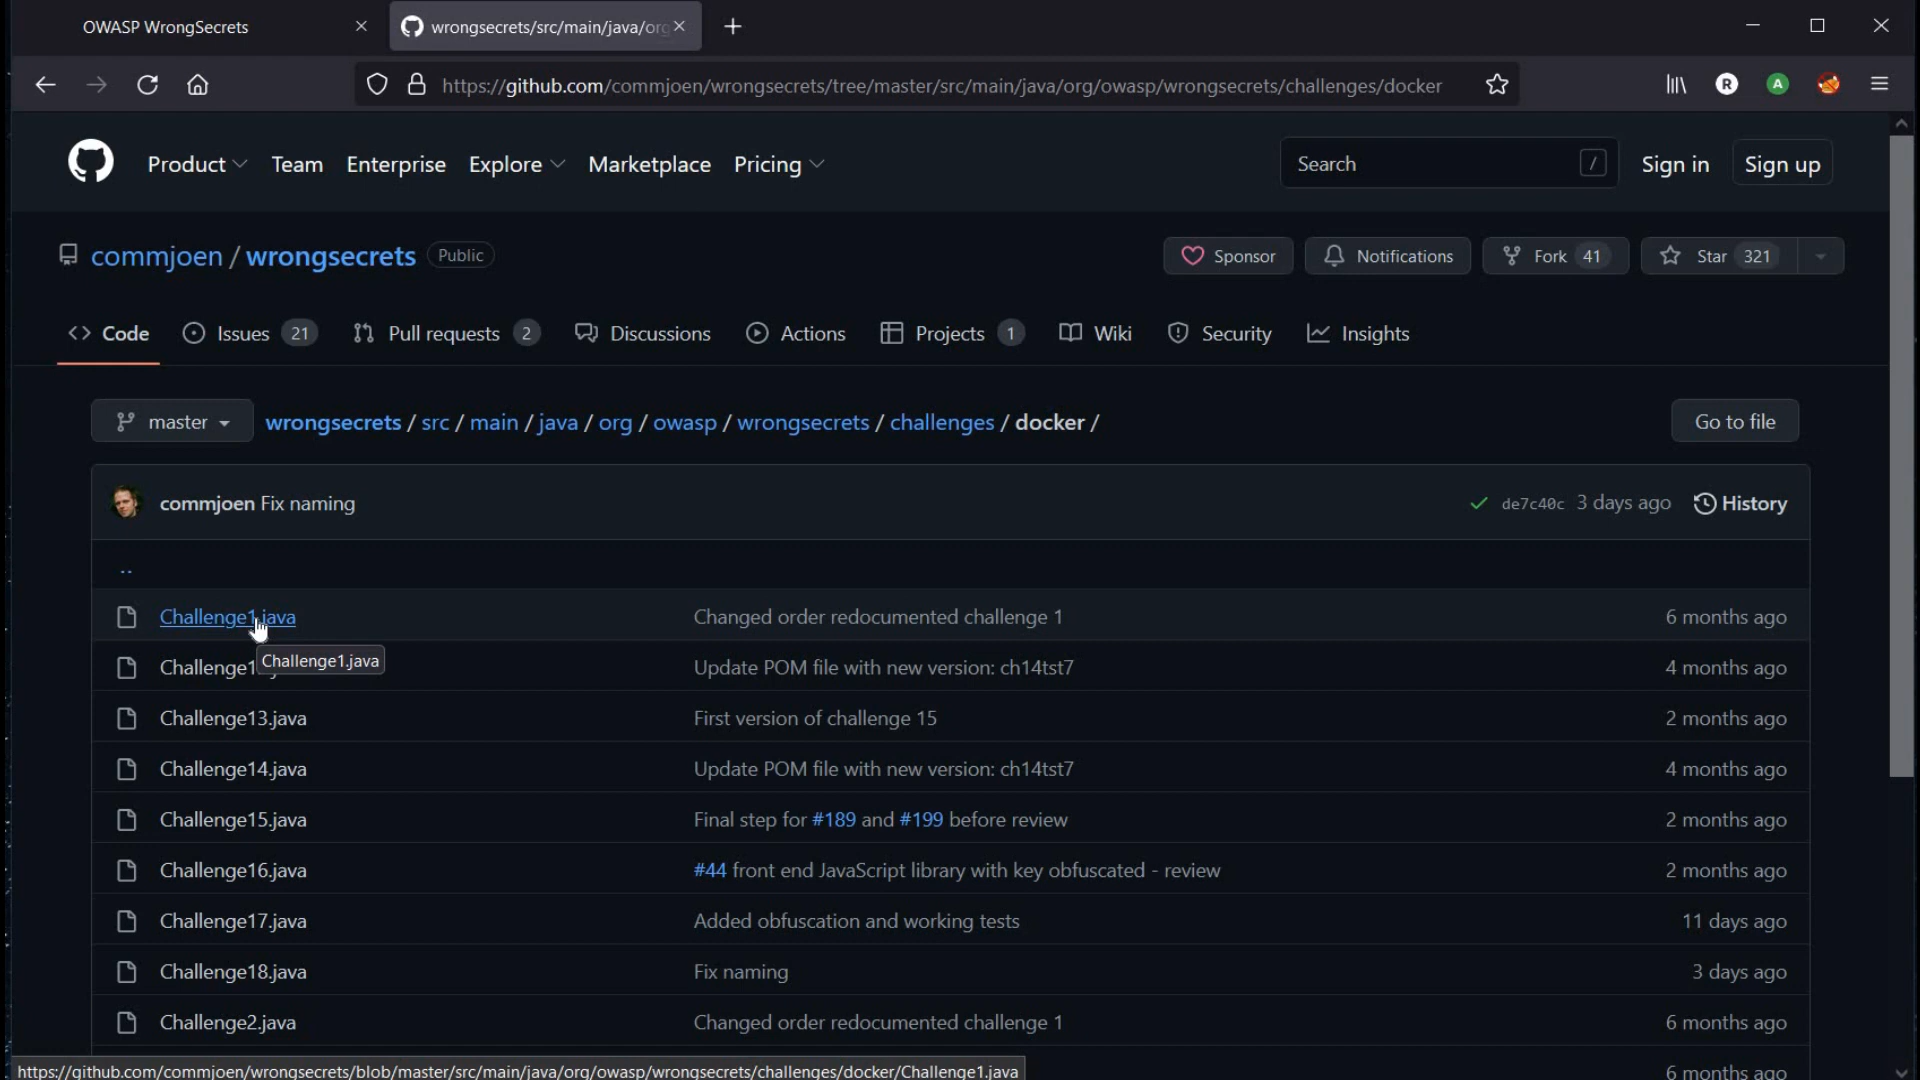 OWASP WrongSecrets
wrongsecrets/src/main/java/org
https://github.com/commjoen/wrongsecrets/tree/master/src/main/java/org/owasp/wrongsecrets/challenges/docker
R
A
Product Team Enterprise Explore Marketplace Pricing
Search /
Sign in Sign up
commjoen / wrongsecrets Public
Sponsor Notifications Fork 41 Star 321
Code Issues 21 Pull requests 2 Discussions Actions Projects 1 Wiki Security Insights
master wrongsecrets / src / main / java / org / owasp / wrongsecrets / challenges / docker / Go to file
commjoen Fix naming de7c40c 3 days ago History
..
Challenge1.java Changed order redocumented challenge 1 6 months ago
Update POM file with new version: ch14tst7 4 months ago
Challenge1.java
Challenge13.java First version of challenge 15 2 months ago
Challenge14.java Update POM file with new version: ch14tst7 4 months ago
Challenge15.java Final step for #189 and #199 before review 2 months ago
Challenge16.java #44 front end JavaScript library with key obfuscated - review 2 months ago
Challenge17.java Added obfuscation and working tests 11 days ago
Challenge18.java Fix naming 3 days ago
Challenge2.java Changed order redocumented challenge 1 6 months ago
6 months ago
https://github.com/commjoen/wrongsecrets/blob/master/src/main/java/org/owasp/wrongsecrets/challenges/docker/Challenge1.java